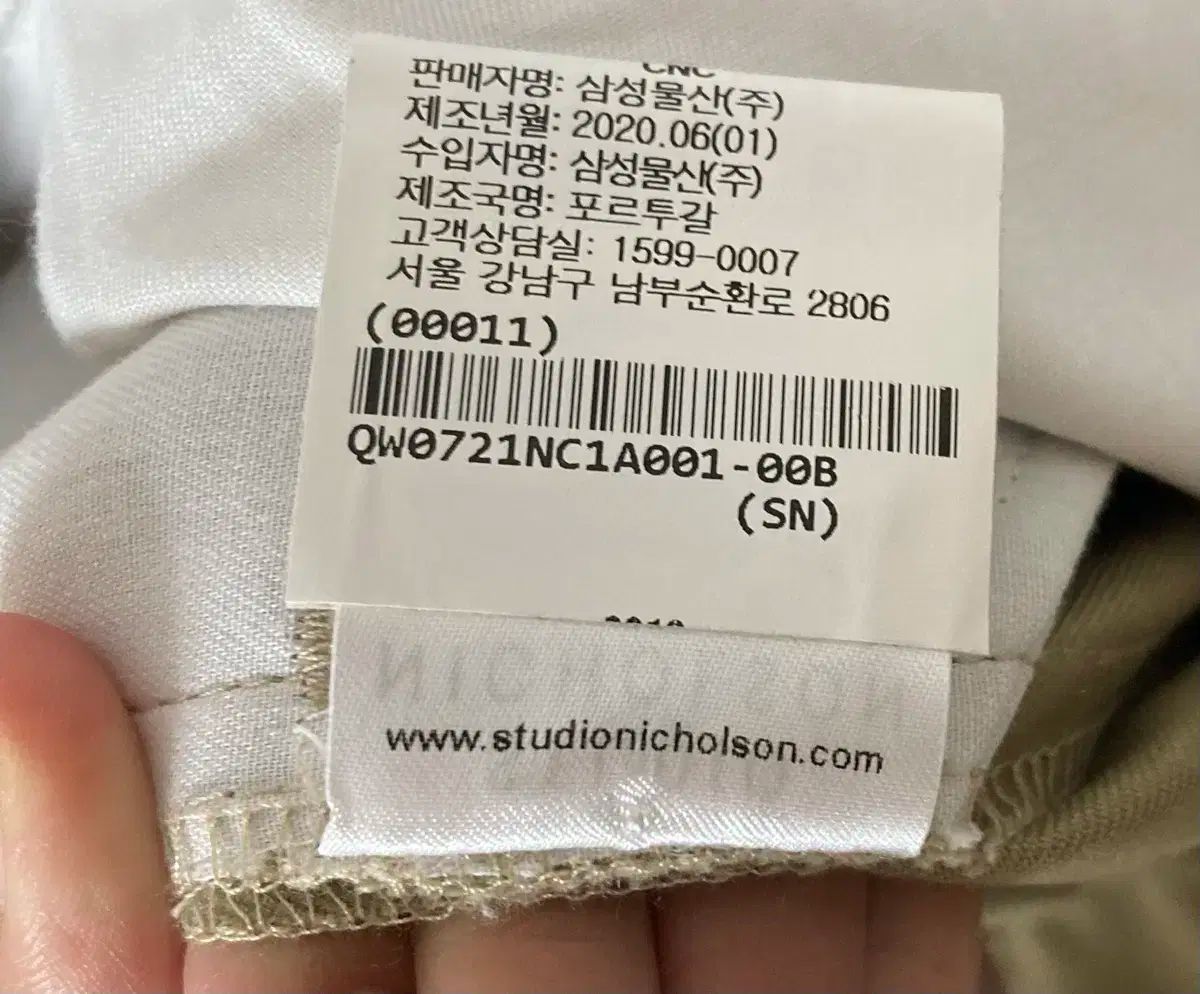 판매자명: 삼성물산(주)
제조년월: 2020.06(01)
수입자명: 삼성물산(주)
제조국명: 포르투갈
고객상담실: 1599-0007
서울 강남구 남부순환로 2806
(00011)
QW0721NC1A001-00B
(SN)
www.studionicholson.com